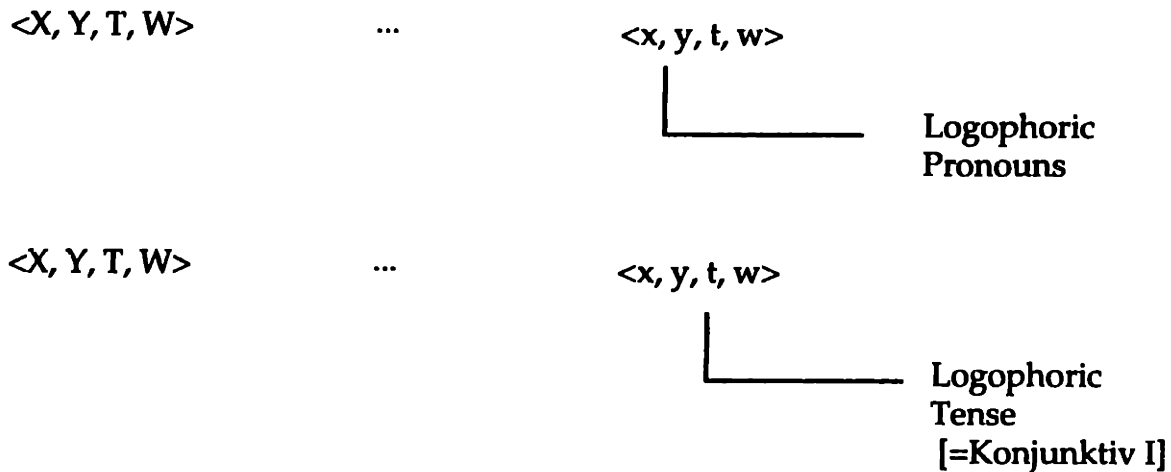 <X, Y, T, W> ... <x, y, t, w>
Logophoric
Pronouns
<X, Y, T, W> ... <x, y, t, w>
Logophoric
Tense
[=Konjunktiv I]